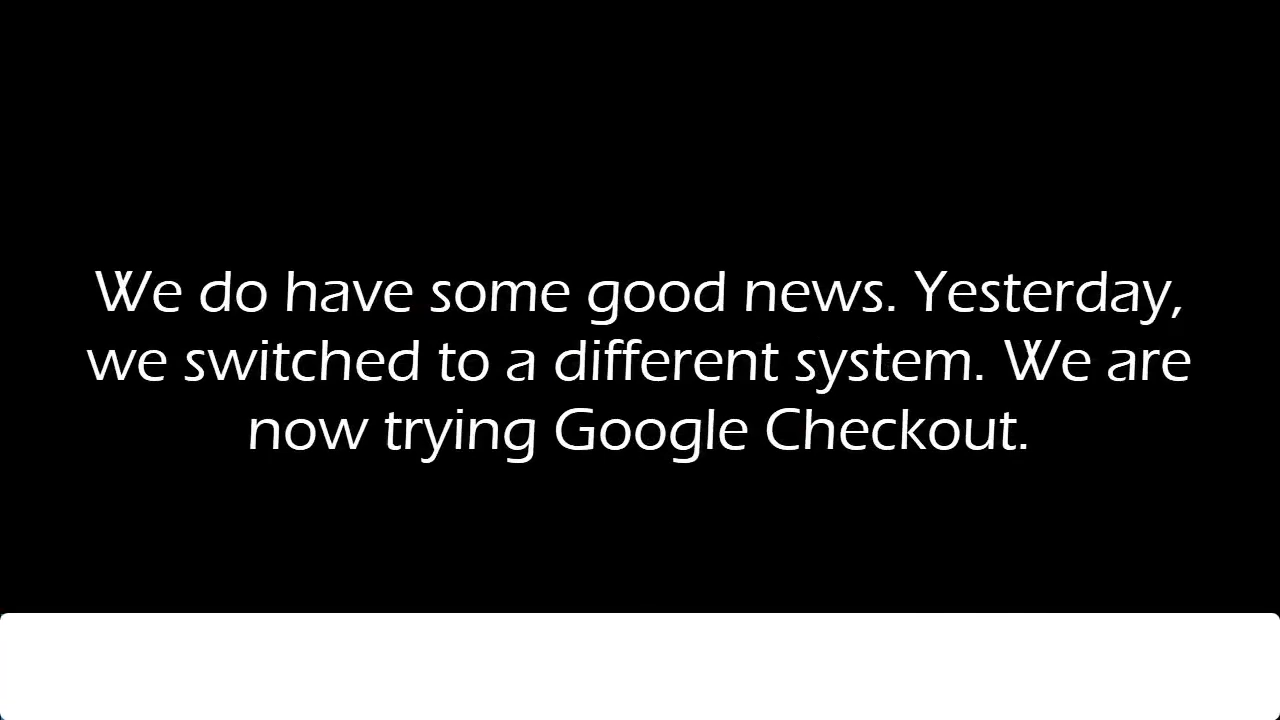 We do have some good news. Yesterday,
we switched to a different system. We are
now trying Google Checkout.